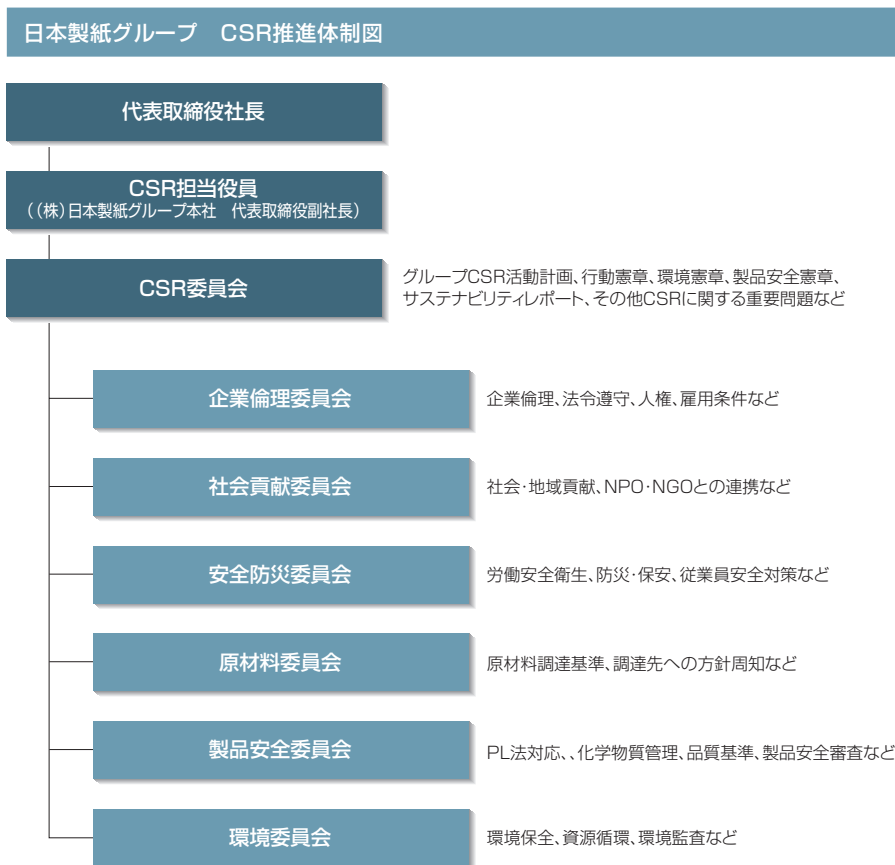 日本製紙グループ　CSR推進体制図
代表取締役社長
CSR担当役員
（（株）日本製紙グループ本社　代表取締役副社長）
CSR委員会
グループCSR活動計画、行動憲章、環境憲章、製品安全憲章、
サステナビリティレポート、その他CSRに関する重要問題など
企業倫理委員会
企業倫理、法令遵守、人権、雇用条件など
社会貢献委員会
社会・地域貢献、NPO・NGOとの連携など
安全防災委員会
労働安全衛生、防災・保安、従業員安全対策など
原材料委員会
原材料調達基準、調達先への方針周知など
製品安全委員会
PL法対応、、化学物質管理、品質基準、製品安全審査など
環境委員会
環境保全、資源循環、環境監査など